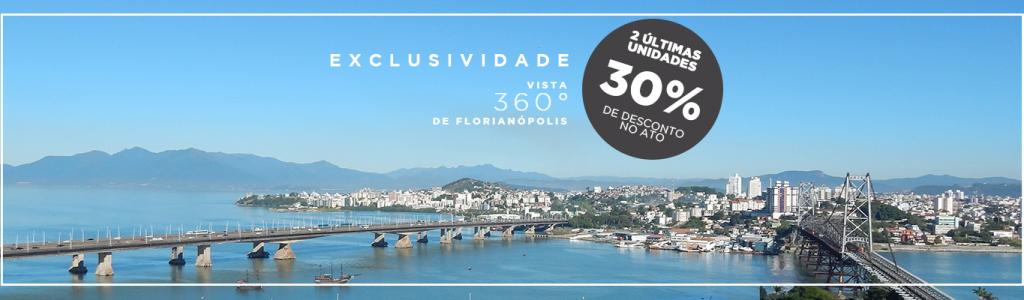 EXCLUSIVIDADE
VISTA
360°
DE FLORIANÓPOLIS
2 ÚLTIMAS
UNIDADES
30%
DE DESCONTO
NO ATO